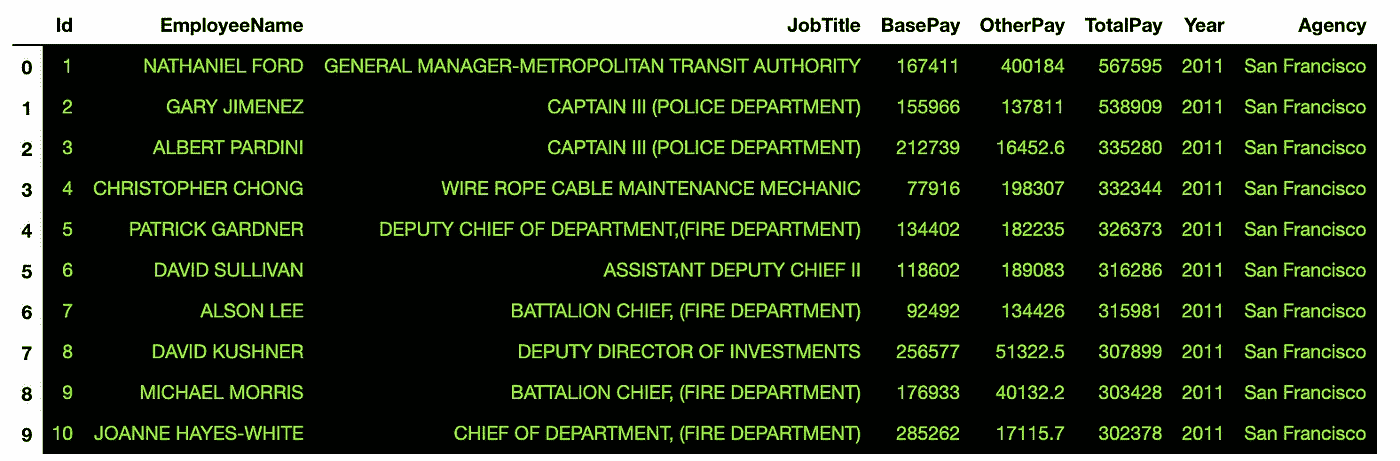 Id EmployeeName JobTitle BasePay OtherPay TotalPay Year Agency
0 1 NATHANIEL FORD GENERAL MANAGER-METROPOLITAN TRANSIT AUTHORITY 167411 400184 567595 2011 San Francisco
1 2 GARY JIMENEZ CAPTAIN III (POLICE DEPARTMENT) 155966 137811 538909 2011 San Francisco
2 3 ALBERT PARDINI CAPTAIN III (POLICE DEPARTMENT) 212739 16452.6 335280 2011 San Francisco
3 4 CHRISTOPHER CHONG WIRE ROPE CABLE MAINTENANCE MECHANIC 77916 198307 332344 2011 San Francisco
4 5 PATRICK GARDNER DEPUTY CHIEF OF DEPARTMENT,(FIRE DEPARTMENT) 134402 182235 326373 2011 San Francisco
5 6 DAVID SULLIVAN ASSISTANT DEPUTY CHIEF II 118602 189083 316286 2011 San Francisco
6 7 ALSON LEE BATTALION CHIEF, (FIRE DEPARTMENT) 92492 134426 315981 2011 San Francisco
7 8 DAVID KUSHNER DEPUTY DIRECTOR OF INVESTMENTS 256577 51322.5 307899 2011 San Francisco
8 9 MICHAEL MORRIS BATTALION CHIEF, (FIRE DEPARTMENT) 176933 40132.2 303428 2011 San Francisco
9 10 JOANNE HAYES-WHITE CHIEF OF DEPARTMENT, (FIRE DEPARTMENT) 285262 17115.7 302378 2011 San Francisco